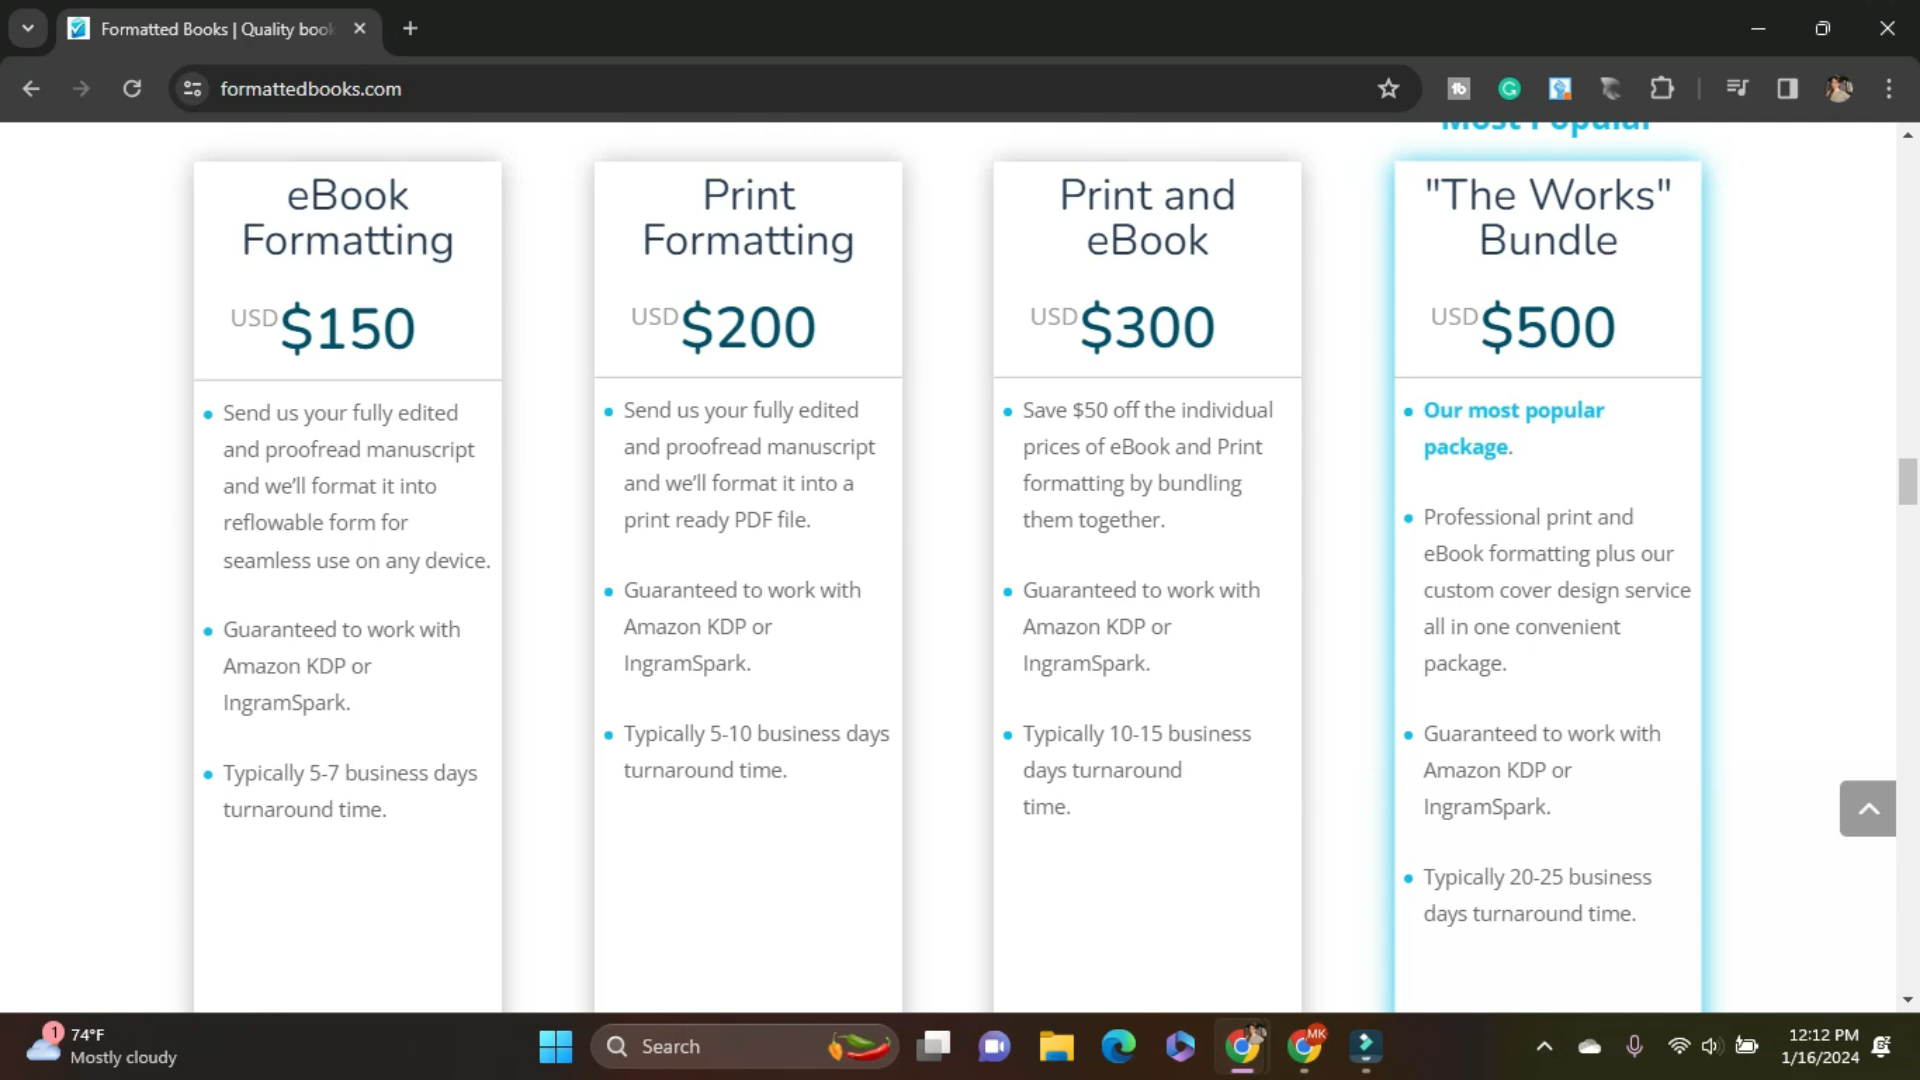 Formatted Books | Quality boo
formattedbooks.com
Most Popular
eBook
Formatting
USD $150
Send us your fully edited
and proofread manuscript
and we'll format it into
reflowable form for
seamless use on any device.
Guaranteed to work with
Amazon KDP or
IngramSpark.
Typically 5-7 business days
turnaround time.
Print
Formatting
USD $200
Send us your fully edited
and proofread manuscript
and we'll format it into a
print ready PDF file.
Guaranteed to work with
Amazon KDP or
IngramSpark.
Typically 5-10 business days
turnaround time.
Print and
eBook
USD $300
Save $50 off the individual
prices of eBook and Print
formatting by bundling
them together.
Guaranteed to work with
Amazon KDP or
IngramSpark.
Typically 10-15 business
days turnaround
time.
"The Works"
Bundle
USD $500
Our most popular
package.
Professional print and
eBook formatting plus our
custom cover design service
all in one convenient
package.
Guaranteed to work with
Amazon KDP or
IngramSpark.
Typically 20-25 business
days turnaround time.
1
74°F
Mostly cloudy
Search
MK
12:12 PM
1/16/2024